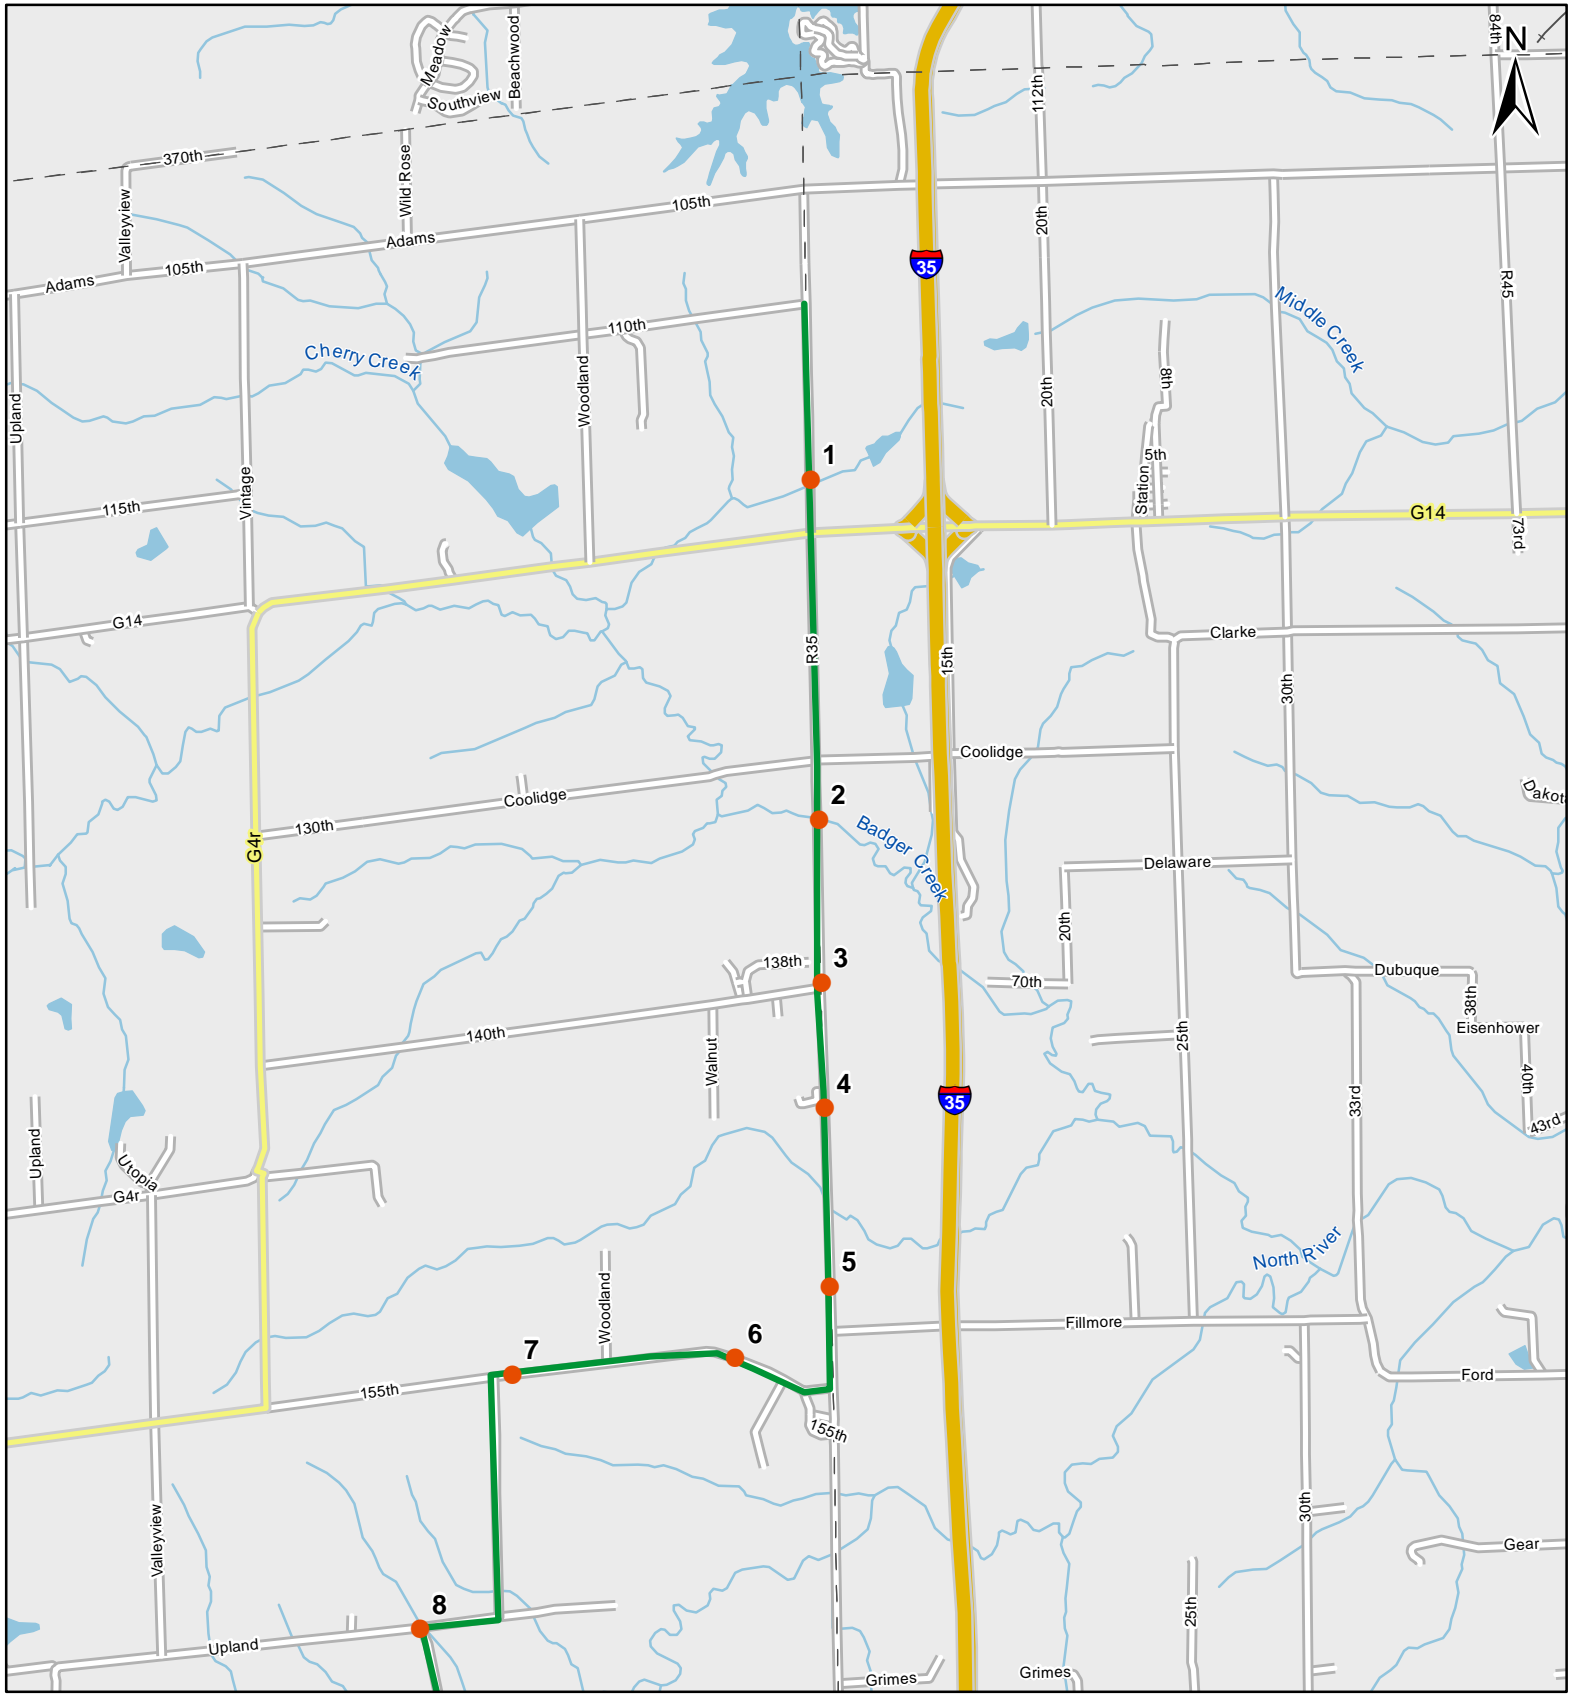 Meadow
Beachwood
84th
N
Southview
112th
370th
Wild Rose
Valleyview
105th
20th
Adams
105th
Adams
35
R45
Middle Creek
110th
Cherry Creek
Woodland
Upland
20th
8th
1
5th
Station
Vintage
115th
G14
73rd
G14
Clarke
R35
15th
30th
Coolidge
2
Coolidge
130th
Dakot
Badger Creek
G4r
Delaware
20th
3
138th
Dubuque
70th
38th
140th
25th
Eisenhower
Walnut
4
40th
35
33rd
43rd
Upland
Utopia
G4r
North River
5
Woodland
Fillmore
6
7
Ford
155th
155th
Valleyview
30th
Gear
8
25th
Upland
Grimes
Grimes